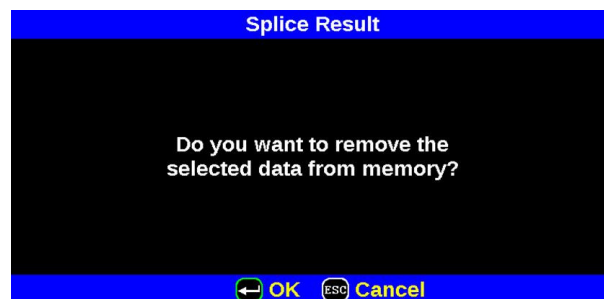 Splice Result
Do you want to remove the
selected data from memory?
OK ESC Cancel